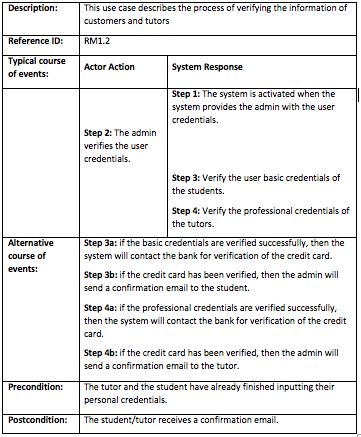 Description: This use case describes the process of verifying the information of
customers and tutors
Reference ID: RM1.2
Typical course
of events:
Actor Action System Response
Step 1: The system is activated when the
system provides the admin with the user
credentials.
Step 2: The admin
verifies the user
credentials.
Step 3: Verify the user basic credentials of
the students.
Step 4: Verify the professional credentials of
the tutors.
Alternative
course of
events:
Step 3a: if the basic credentials are verified successfully, then the
system will contact the bank for verification of the credit card.
Step 3b: if the credit card has been verified, then the admin will
send a confirmation email to the student.
Step 4a: if the professional credentials are verified successfully,
then the system will contact the bank for verification of the credit
card.
Step 4b: if the credit card has been verified, then the admin will
send a confirmation email to the tutor.
Precondition: The tutor and the student have already finished inputting their
personal credentials.
Postcondition: The student/tutor receives a confirmation email.